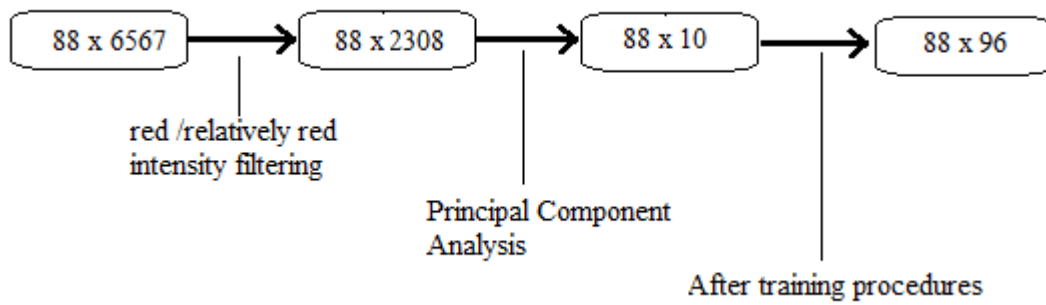 88 x 6567
88 x 2308
88 x 10
88 x 96
red /relatively red
intensity filtering
Principal Component
Analysis
After training procedures